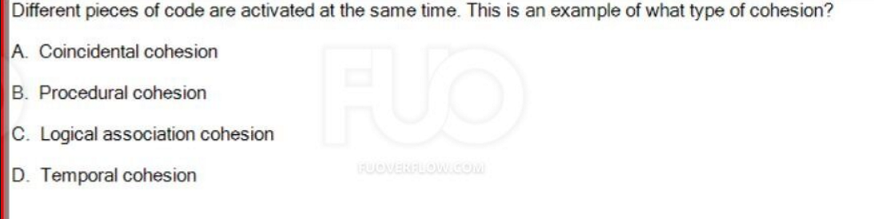 Different pieces of code are activated at the same time. This is an example of what type of cohesion?
A. Coincidental cohesion
B. Procedural cohesion
C. Logical association cohesion
D. Temporal cohesion
FUO
FUOVERFLOW.COM